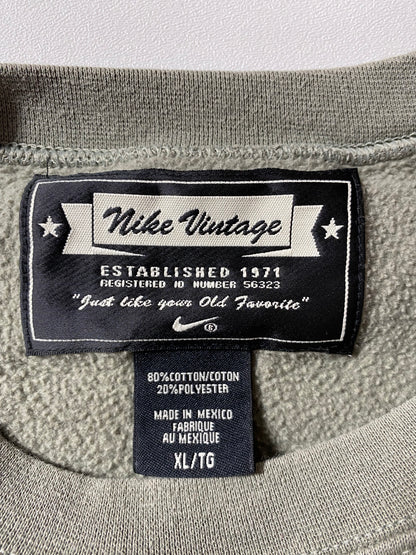 Nike Vintage
ESTABLISHED 1971
REGISTERED ID NUMBER 56323
"Just like your Old Favorite"
80%COTTON/COTON
20%POLYESTER
MADE IN MEXICO
FABRIQUE
AU MEXIQUE
XL/TG